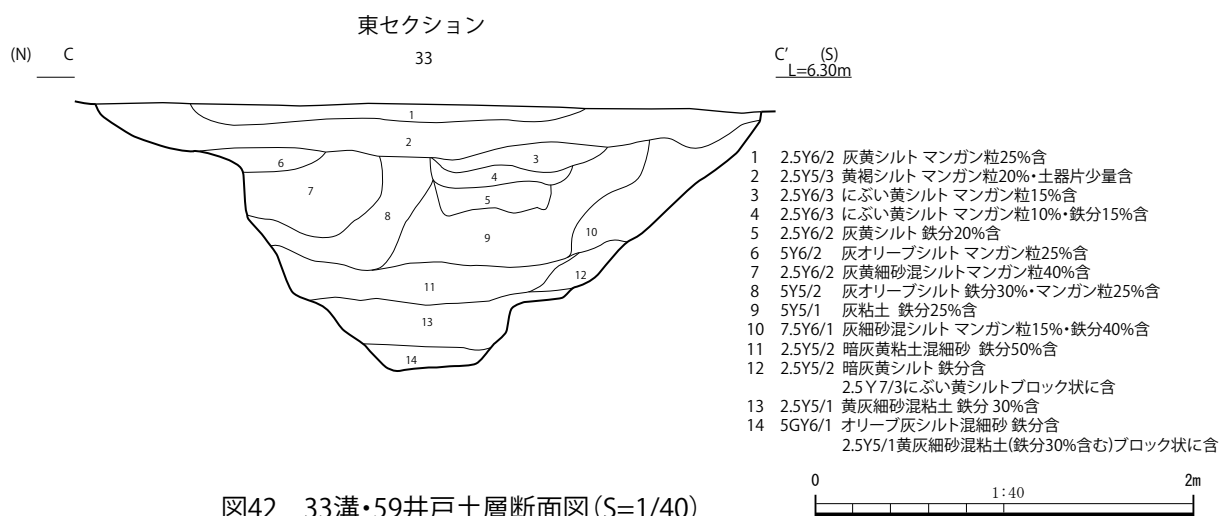 東セクション
(N) C 33 C′ (S)
L=6.30m
1
2
3
6
4
7
5
8
9
10
11
12
13
14
1 2.5Y6/2 灰黄シルト マンガン粒25%含
2 2.5Y5/3 黄褐シルト マンガン粒20%・土器片少量含
3 2.5Y6/3 にぶい黄シルト マンガン粒15%含
4 2.5Y6/3 にぶい黄シルト マンガン粒10%・鉄分15%含
5 2.5Y6/2 灰黄シルト 鉄分20%含
6 5Y6/2 灰オリーブシルト マンガン粒25%含
7 2.5Y6/2 灰黄細砂混シルトマンガン粒40%含
8 5Y5/2 灰オリーブシルト 鉄分30%・マンガン粒25%含
9 5Y5/1 灰粘土 鉄分25%含
10 7.5Y6/1 灰細砂混シルト マンガン粒15%・鉄分40%含
11 2.5Y5/2 暗灰黄粘土混細砂 鉄分50%含
12 2.5Y5/2 暗灰黄シルト 鉄分含
2.5Y7/3にぶい黄シルトブロック状に含
13 2.5Y5/1 黄灰細砂混粘土 鉄分 30%含
14 5GY6/1 オリーブ灰シルト混細砂 鉄分含
2.5Y5/1黄灰細砂混粘土(鉄分30%含む)ブロック状に含
0 2m
1:40
図42 33溝・59井戸土層断面図(S=1/40)